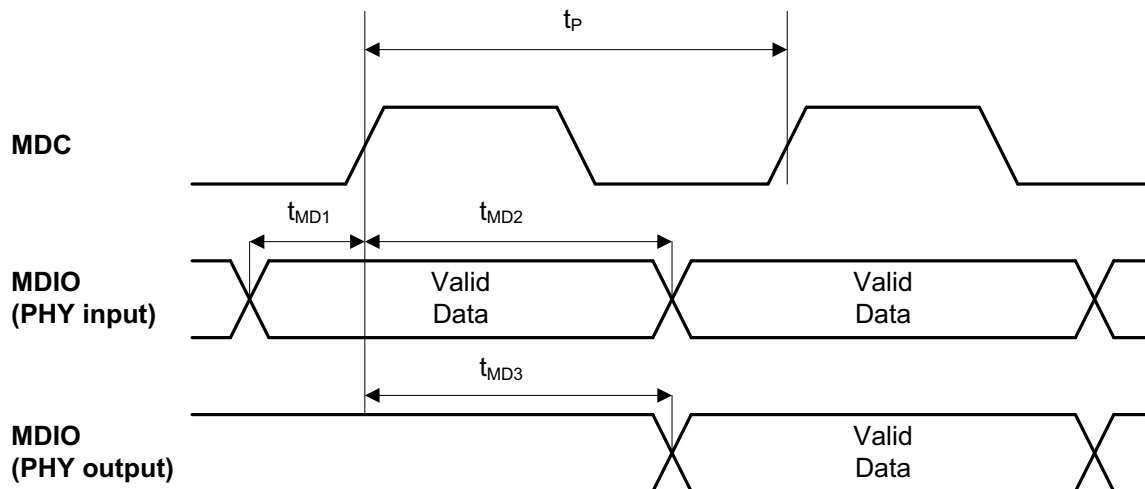 tP
MDC
tMD1
tMD2
MDIO
(PHY input)
Valid
Data
Valid
Data
tMD3
MDIO
(PHY output)
Valid
Data